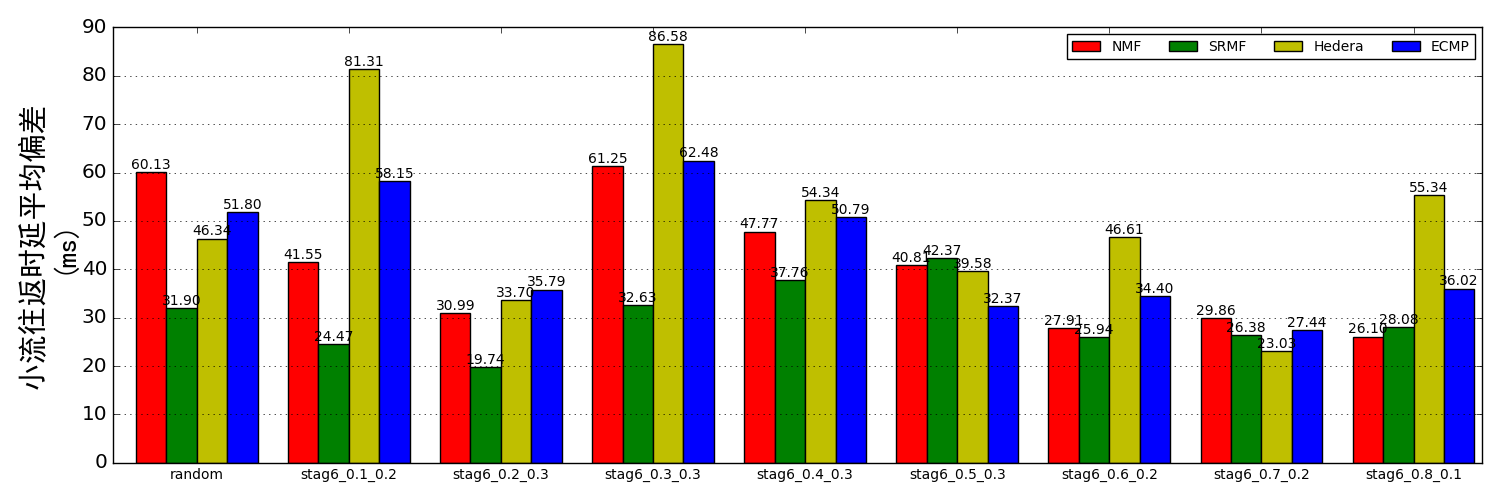 小流往返时延平均偏差
(ms)
90
80
70
60
50
40
30
20
10
0
NMF SRMF Hedera ECMP
60.13 31.90 46.34 51.80
41.55 24.47 81.31 58.15
30.99 19.74 33.70 35.79
61.25 32.63 86.58 62.48
47.77 37.76 54.34 50.79
40.81 42.37 39.58 32.37
27.91 25.94 46.61 34.40
29.86 26.38 23.03 27.44
26.10 28.08 55.34 36.02
random stag6_0.1_0.2 stag6_0.2_0.3 stag6_0.3_0.3 stag6_0.4_0.3 stag6_0.5_0.3 stag6_0.6_0.2 stag6_0.7_0.2 stag6_0.8_0.1